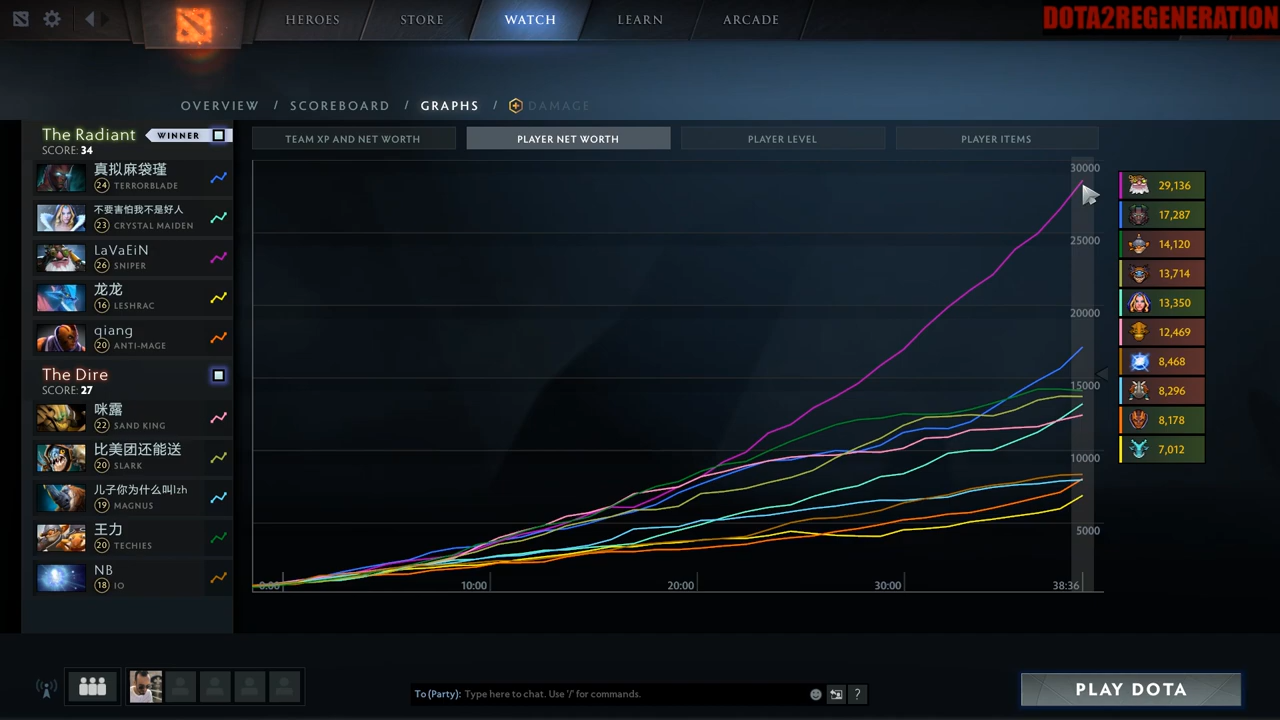 HEROES
STORE
WATCH
LEARN
ARCADE
DOTA2REGENERATION
OVERVIEW / SCOREBOARD / GRAPHS / DAMAGE
The Radiant
WINNER
SCORE: 34
真拟麻袋瑾
24 TERRORBLADE
不要害怕我不是好人
23 CRYSTAL MAIDEN
LaVaEiN
26 SNIPER
龙龙
16 LESHRAC
qiang
20 ANTI-MAGE
The Dire
SCORE: 27
咪露
22 SAND KING
比美团还能送
20 SLARK
儿子你为什么叫lzh
19 MAGNUS
王力
20 TECHIES
NB
18 IO
TEAM XP AND NET WORTH
PLAYER NET WORTH
PLAYER LEVEL
PLAYER ITEMS
30000
25000
20000
15000
10000
5000
0:00
10:00
20:00
30:00
38:36
29,136
17,287
14,120
13,714
13,350
12,469
8,468
8,296
8,178
7,012
To (Party): Type here to chat. Use '/' for commands.
?
PLAY DOTA